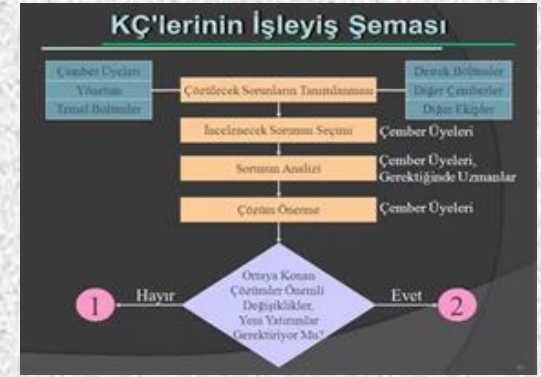 KÇ'lerinin İşleyiş Şeması
Çember Üyeleri
Yönetim
Temel Bölümler
Çözülecek Sorunların Tanımlanması
Destek Bölümler
Diğer Çemberler
Diğer Ekipler
İncelenecek Sorunun Seçimi
Çember Üyeleri
Sorunun Analizi
Çember Üyeleri,
Gerektiğinde Uzmanlar
Çözüm Önerme
Çember Üyeleri
Ortaya Konan
Çözümler Önemli
Değişiklikler,
Yeni Yatırımlar
Gerektiriyor Mu?
1
Hayır
Evet
2